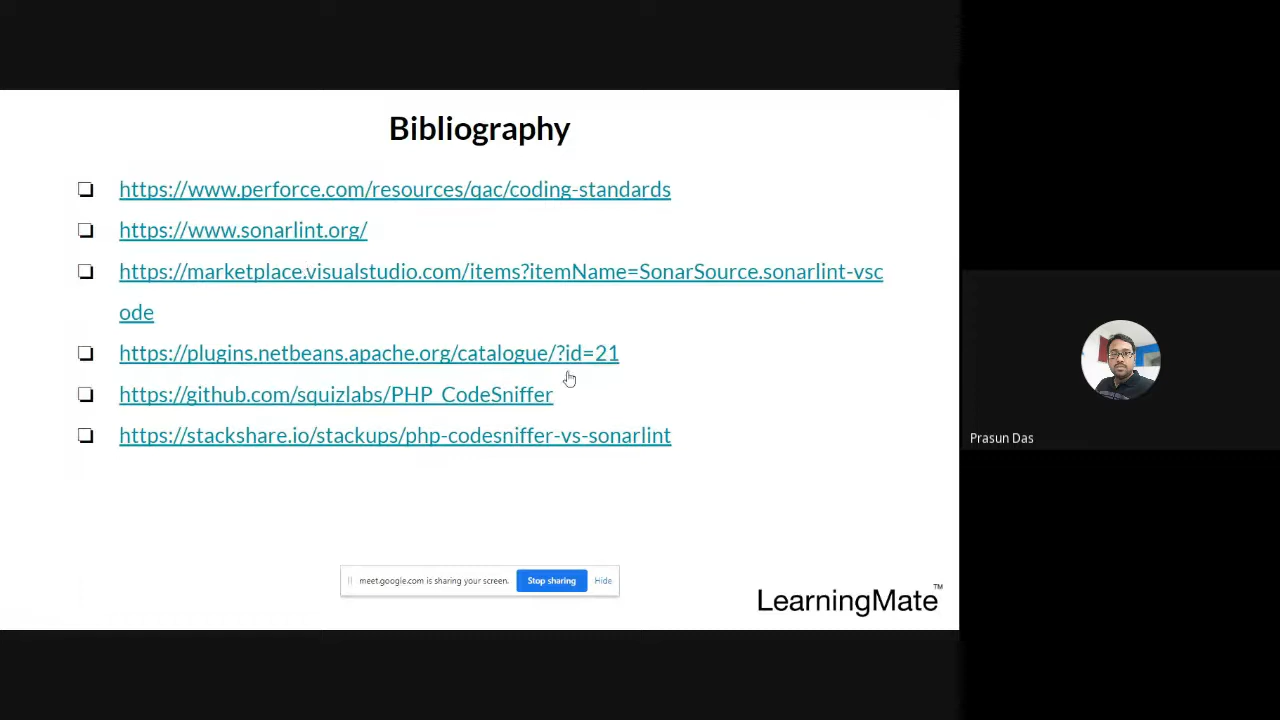 Bibliography
❏ https://www.perforce.com/resources/qac/coding-standards
❏ https://www.sonarlint.org/
❏ https://marketplace.visualstudio.com/items?itemName=SonarSource.sonarlint-vsc
ode
❏ https://plugins.netbeans.apache.org/catalogue/?id=21
❏ https://github.com/squizlabs/PHP_CodeSniffer
❏ https://stackshare.io/stackups/php-codesniffer-vs-sonarlint
Prasun Das
meet.google.com is sharing your screen. Stop sharing Hide
LearningMate™